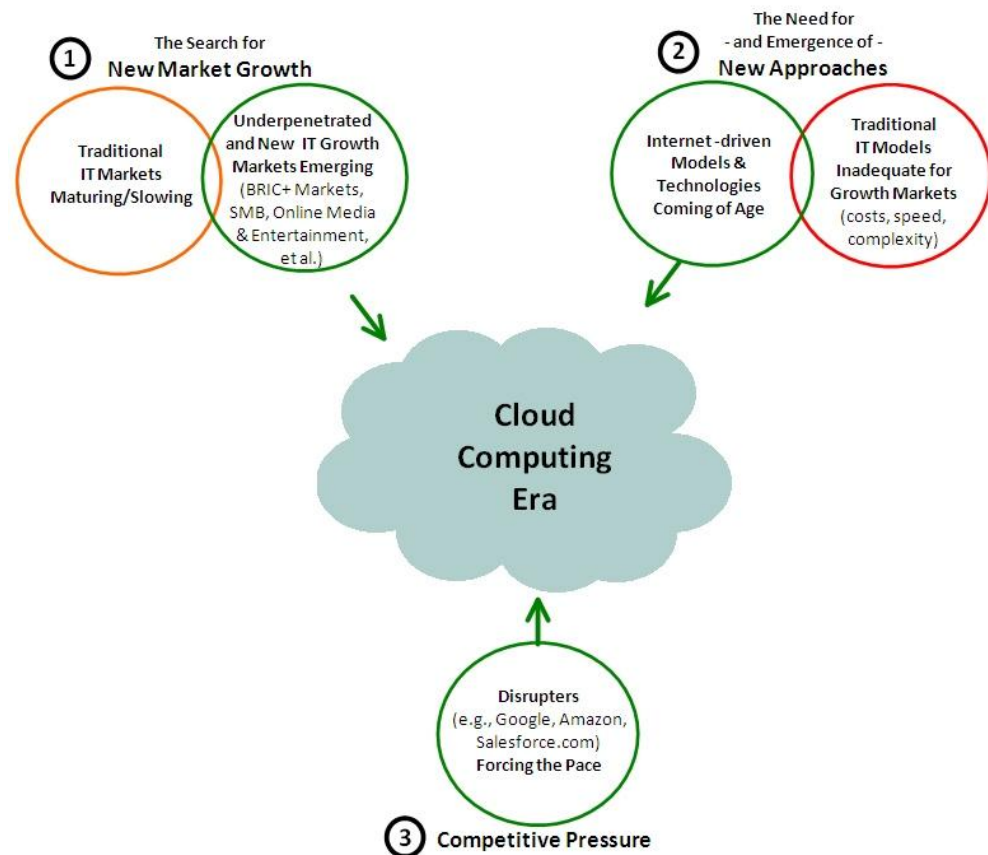 1
The Search for
New Market Growth
Traditional
IT Markets
Maturing/Slowing
Underpenetrated
and New IT Growth
Markets Emerging
(BRIC+ Markets,
SMB, Online Media
& Entertainment,
et al.)
2
The Need for
- and Emergence of -
New Approaches
Internet -driven
Models &
Technologies
Coming of Age
Traditional
IT Models
Inadequate for
Growth Markets
(costs, speed,
complexity)
Cloud
Computing
Era
Disrupters
(e.g., Google, Amazon,
Salesforce.com)
Forcing the Pace
3 Competitive Pressure